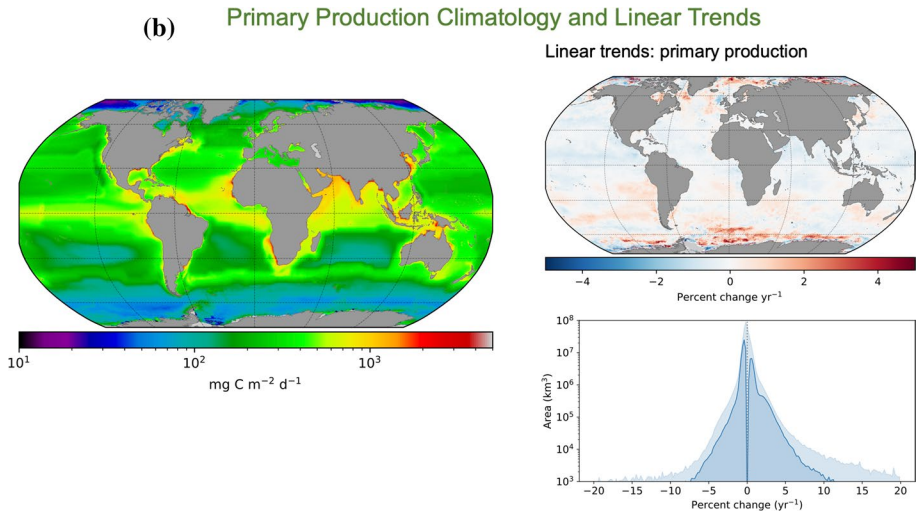 (b)
Primary Production Climatology and Linear Trends
10¹ 10² 10³
mg C m⁻² d⁻¹
Linear trends: primary production
−4 −2 0 2 4
Percent change yr⁻¹
10⁸
10⁷
10⁶
10⁵
10⁴
10³
Area (km³)
−20 −15 −10 −5 0 5 10 15 20
Percent change (yr⁻¹)